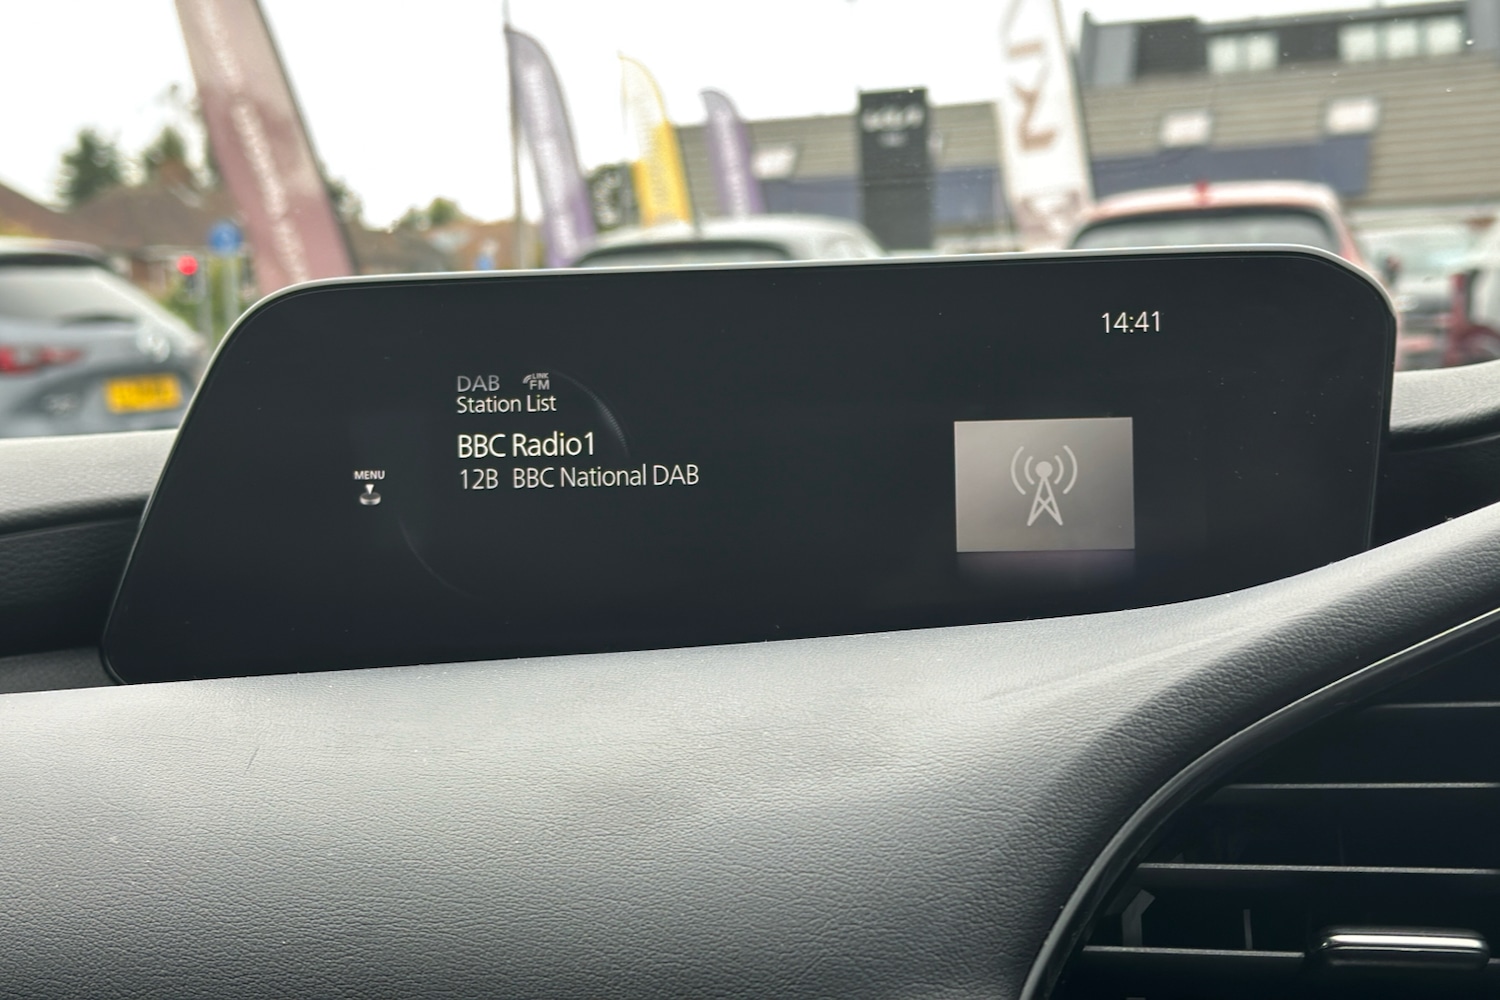 14:41
DAB LINK FM
Station List
BBC Radio1
MENU
12B BBC National DAB